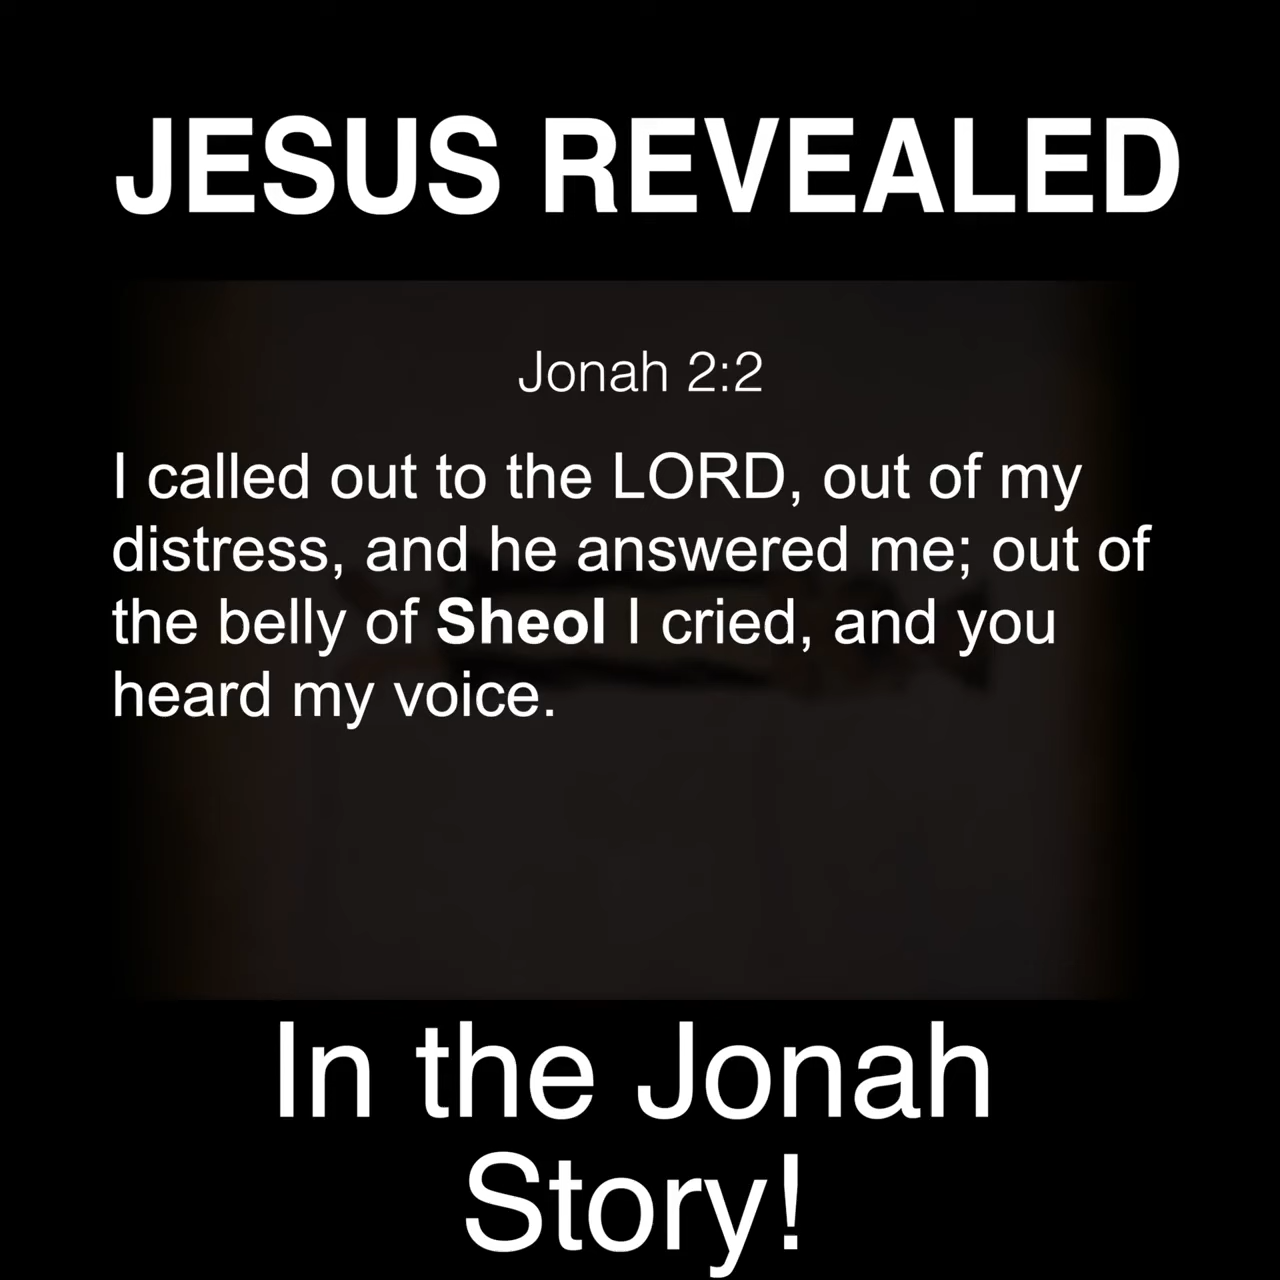 JESUS REVEALED
Jonah 2:2
I called out to the LORD, out of my
distress, and he answered me; out of
the belly of Sheol I cried, and you
heard my voice.
In the Jonah
Story!